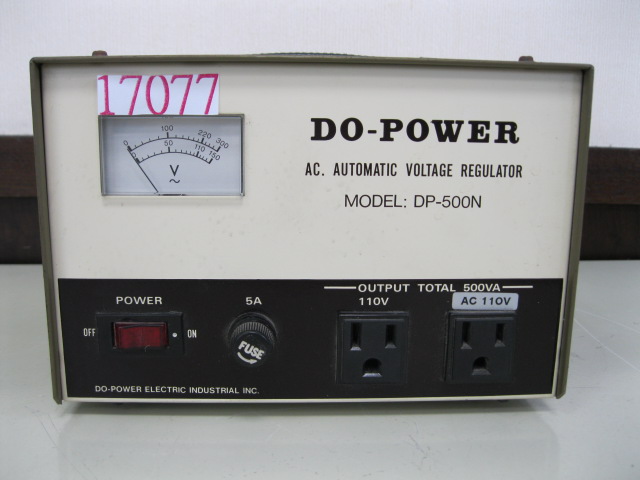 17077
0 100 220 300
0 50 110 150
V
~
DO-POWER
AC. AUTOMATIC VOLTAGE REGULATOR
MODEL: DP-500N
OUTPUT TOTAL 500VA
POWER
5A
110V
AC 110V
OFF
ON
FUSE
DO-POWER ELECTRIC INDUSTRIAL INC.